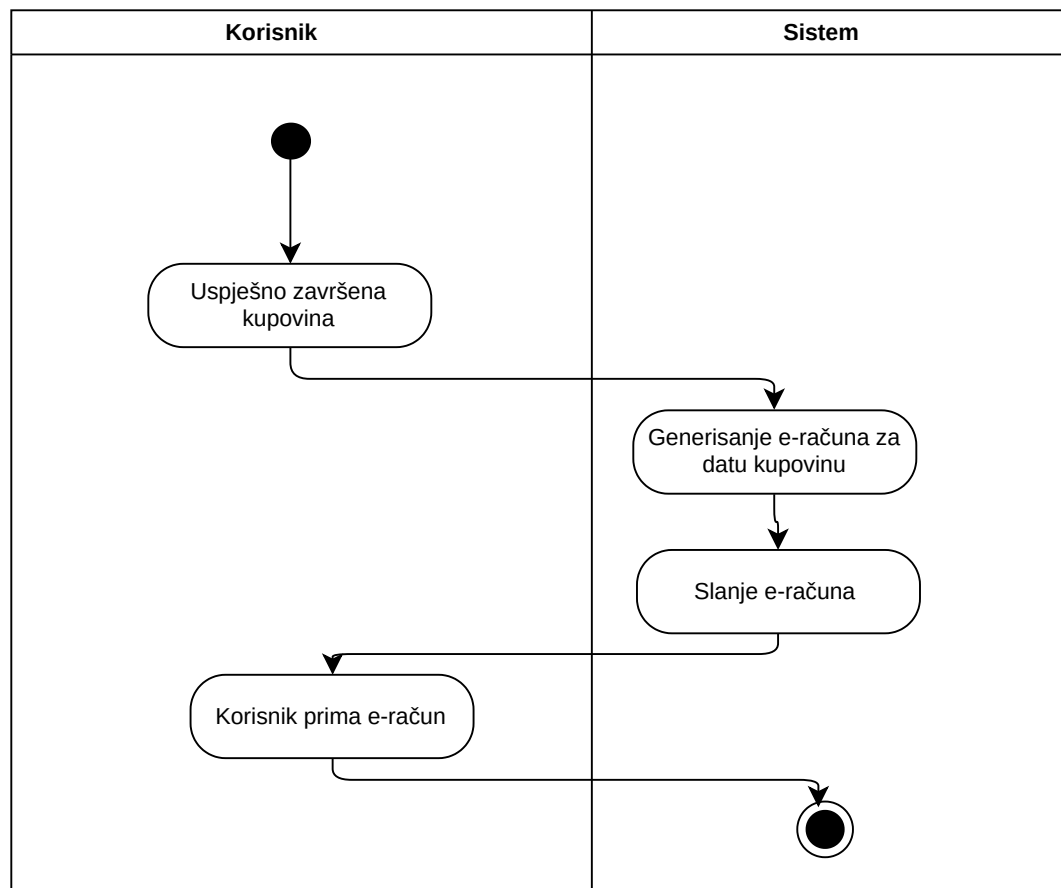 Korisnik
Sistem
Uspješno završena
kupovina
Generisanje e-računa za
datu kupovinu
Slanje e-računa
Korisnik prima e-račun